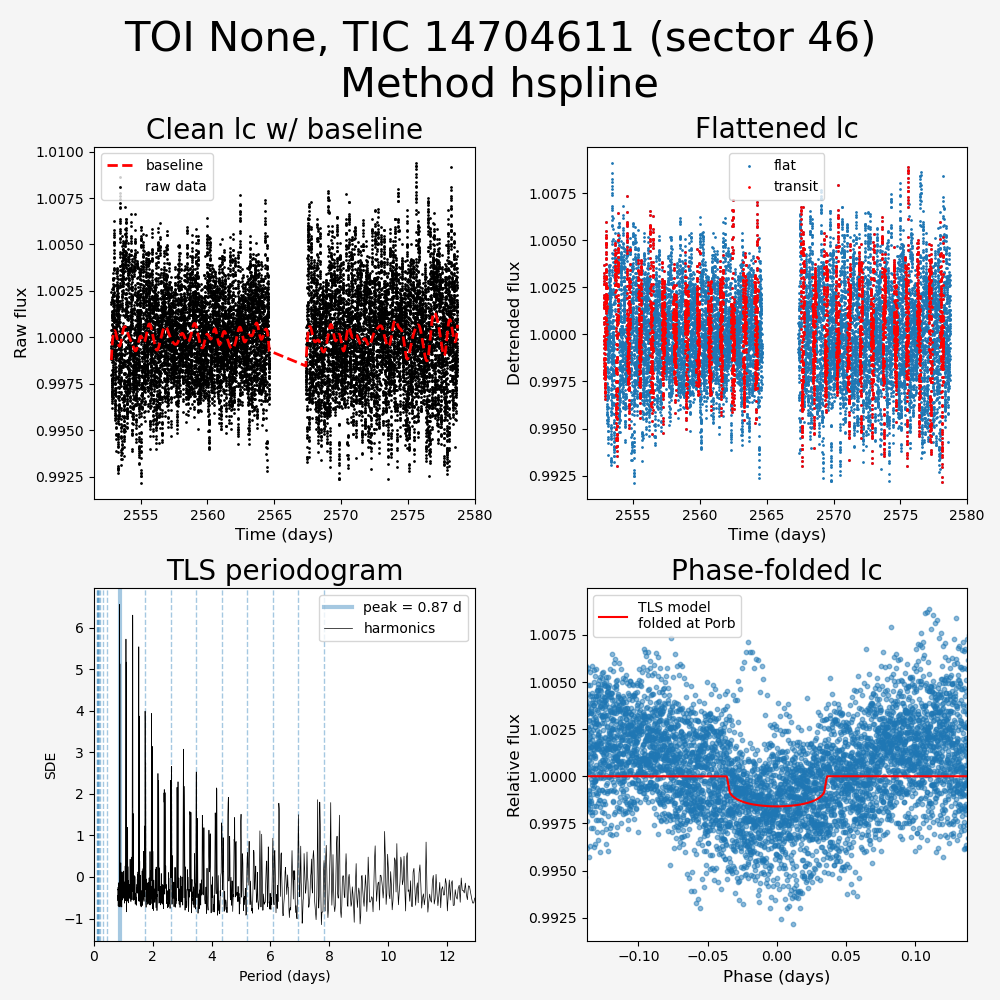 TOI None, TIC 14704611 (sector 46)
Method hspline
Clean lc w/ baseline
baseline
raw data
1.0100
1.0075
1.0050
1.0025
1.0000
0.9975
0.9950
0.9925
Raw flux
2555
2560
2565
2570
2575
2580
Time (days)
Flattened lc
flat
transit
1.0075
1.0050
1.0025
1.0000
0.9975
0.9950
0.9925
Detrended flux
2555
2560
2565
2570
2575
2580
Time (days)
TLS periodogram
peak = 0.87 d
harmonics
6
5
4
3
2
1
0
−1
SDE
0
2
4
6
8
10
12
Period (days)
Phase-folded lc
TLS model
folded at Porb
1.0075
1.0050
1.0025
1.0000
0.9975
0.9950
0.9925
Relative flux
−0.10
−0.05
0.00
0.05
0.10
Phase (days)